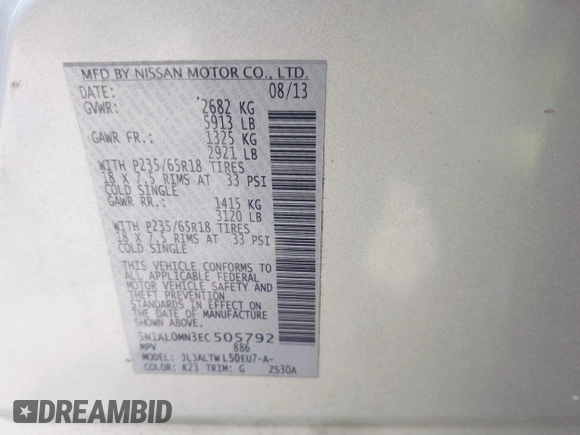 MFD BY NISSAN MOTOR CO., LTD.
DATE: 08/13
GVWR: 2682 KG
5913 LB
GAWR FR.: 1325 KG
2921 LB
WITH P235/65R18 TIRES
18 X 7.5 RIMS AT 33 PSI
COLD SINGLE
GAWR RR.: 1415 KG
3120 LB
WITH P235/65R18 TIRES
18 X 7.5 RIMS AT 33 PSI
COLD SINGLE
THIS VEHICLE CONFORMS TO
ALL APPLICABLE FEDERAL
MOTOR VEHICLE SAFETY AND
THEFT PREVENTION
STANDARDS IN EFFECT ON
THE DATE OF MANUFACTURE
SHOWN ABOVE.
5N1AL0MN3EC505792
MPV 886
MODEL: JLJALTWL50EU7-A-
COLOR: K23 TRIM: G ZS30A
DREAMBID